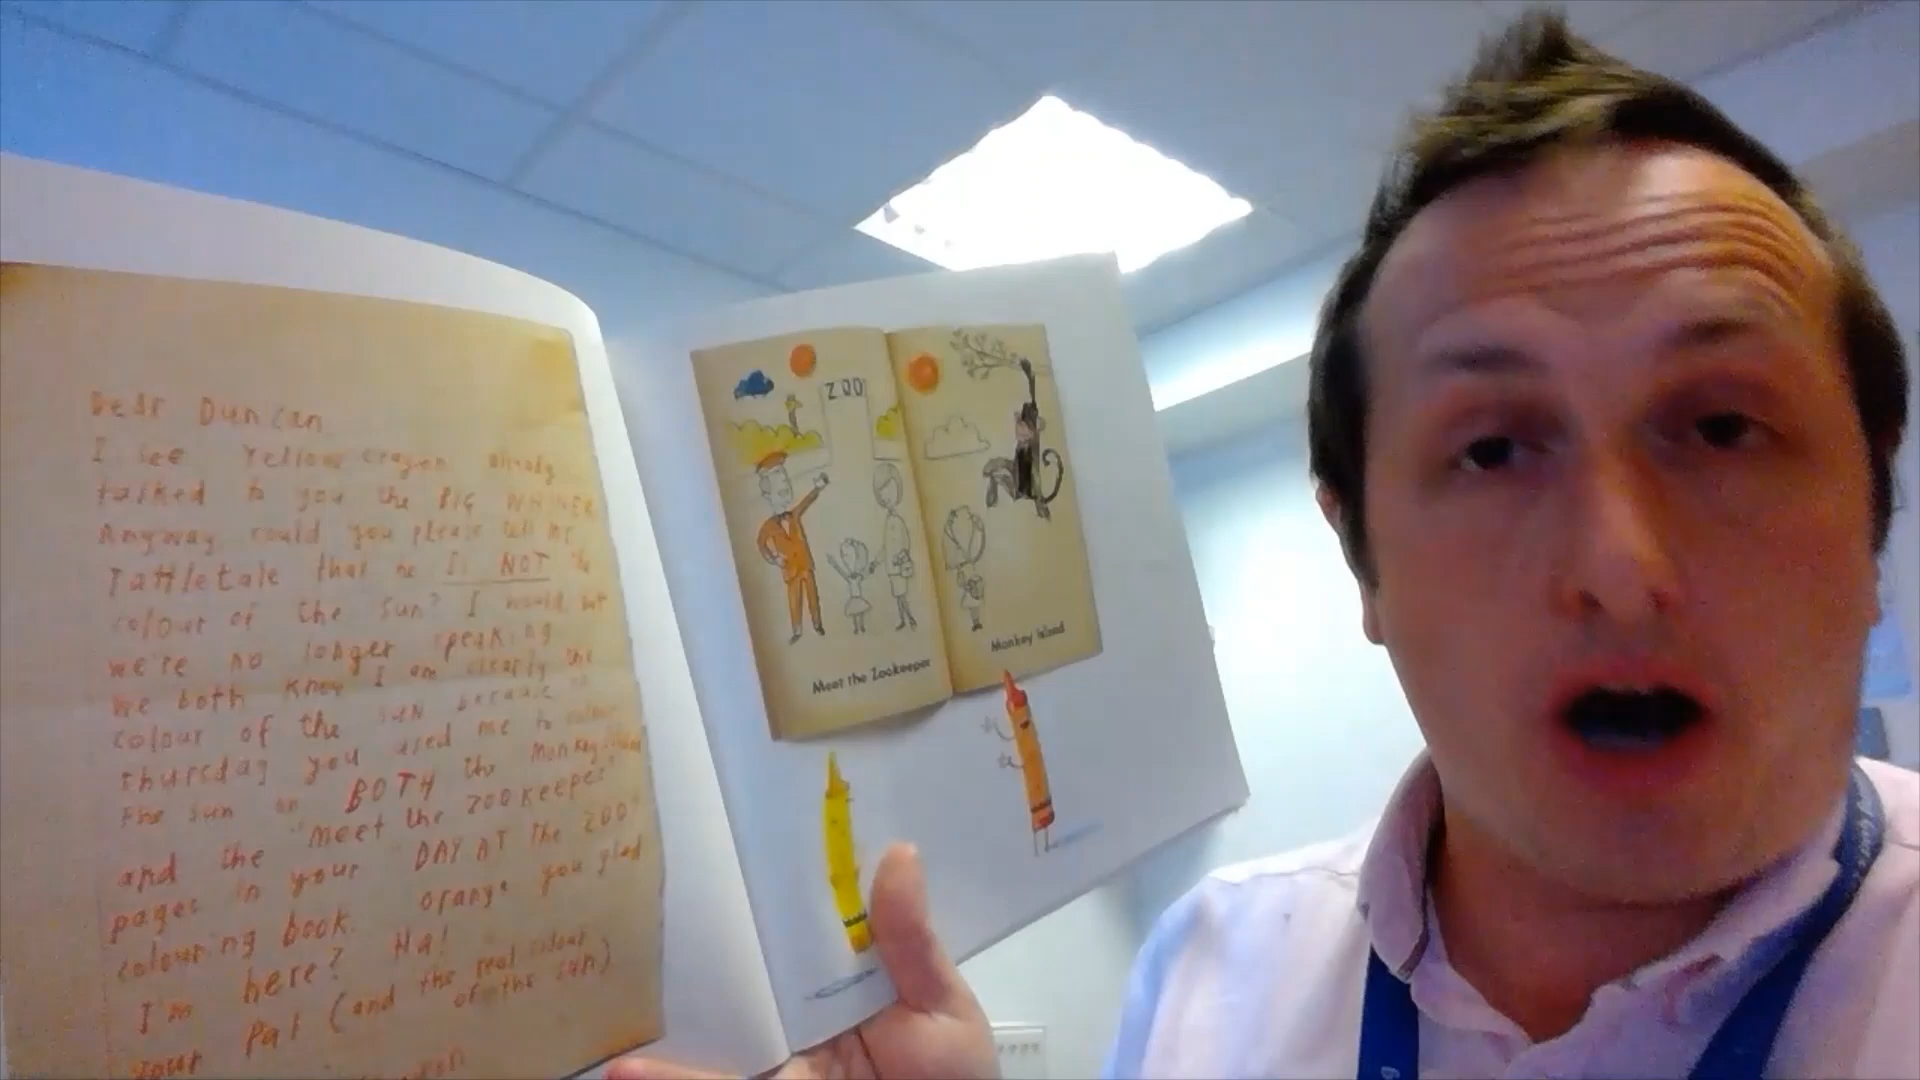 Dear Duncan
I see Yellow crayon already
talked to you the BIG WHINER
Anyway could you please tell Mr
Tattletale that he IS NOT the
colour of the sun? I would but
we're no longer speaking
we both know I am clearly the
colour of the sun because
thursday you used me to colour
the sun on BOTH the "Monkey Island"
and the "Meet the Zookeeper"
pages in your "DAY AT THE ZOO"
colouring book. orange you glad
I'm here? Ha!
your Pal (and the real colour
of the sun)
ZOO
Meet the Zookeeper
Monkey Island